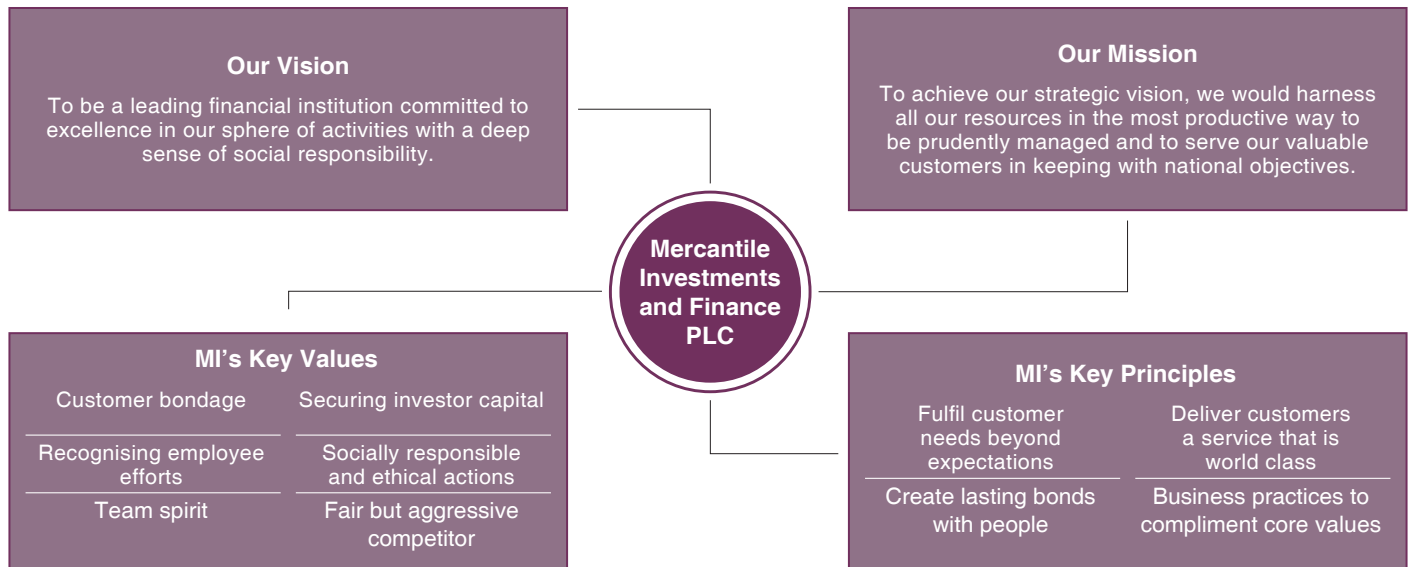 Our Vision
To be a leading financial institution committed to
excellence in our sphere of activities with a deep
sense of social responsibility.
Our Mission
To achieve our strategic vision, we would harness
all our resources in the most productive way to
be prudently managed and to serve our valuable
customers in keeping with national objectives.
Mercantile
Investments
and Finance
PLC
MI's Key Values
Customer bondage
Securing investor capital
Recognising employee
efforts
Socially responsible
and ethical actions
Team spirit
Fair but aggressive
competitor
MI's Key Principles
Fulfil customer
needs beyond
expectations
Deliver customers
a service that is
world class
Create lasting bonds
with people
Business practices to
compliment core values